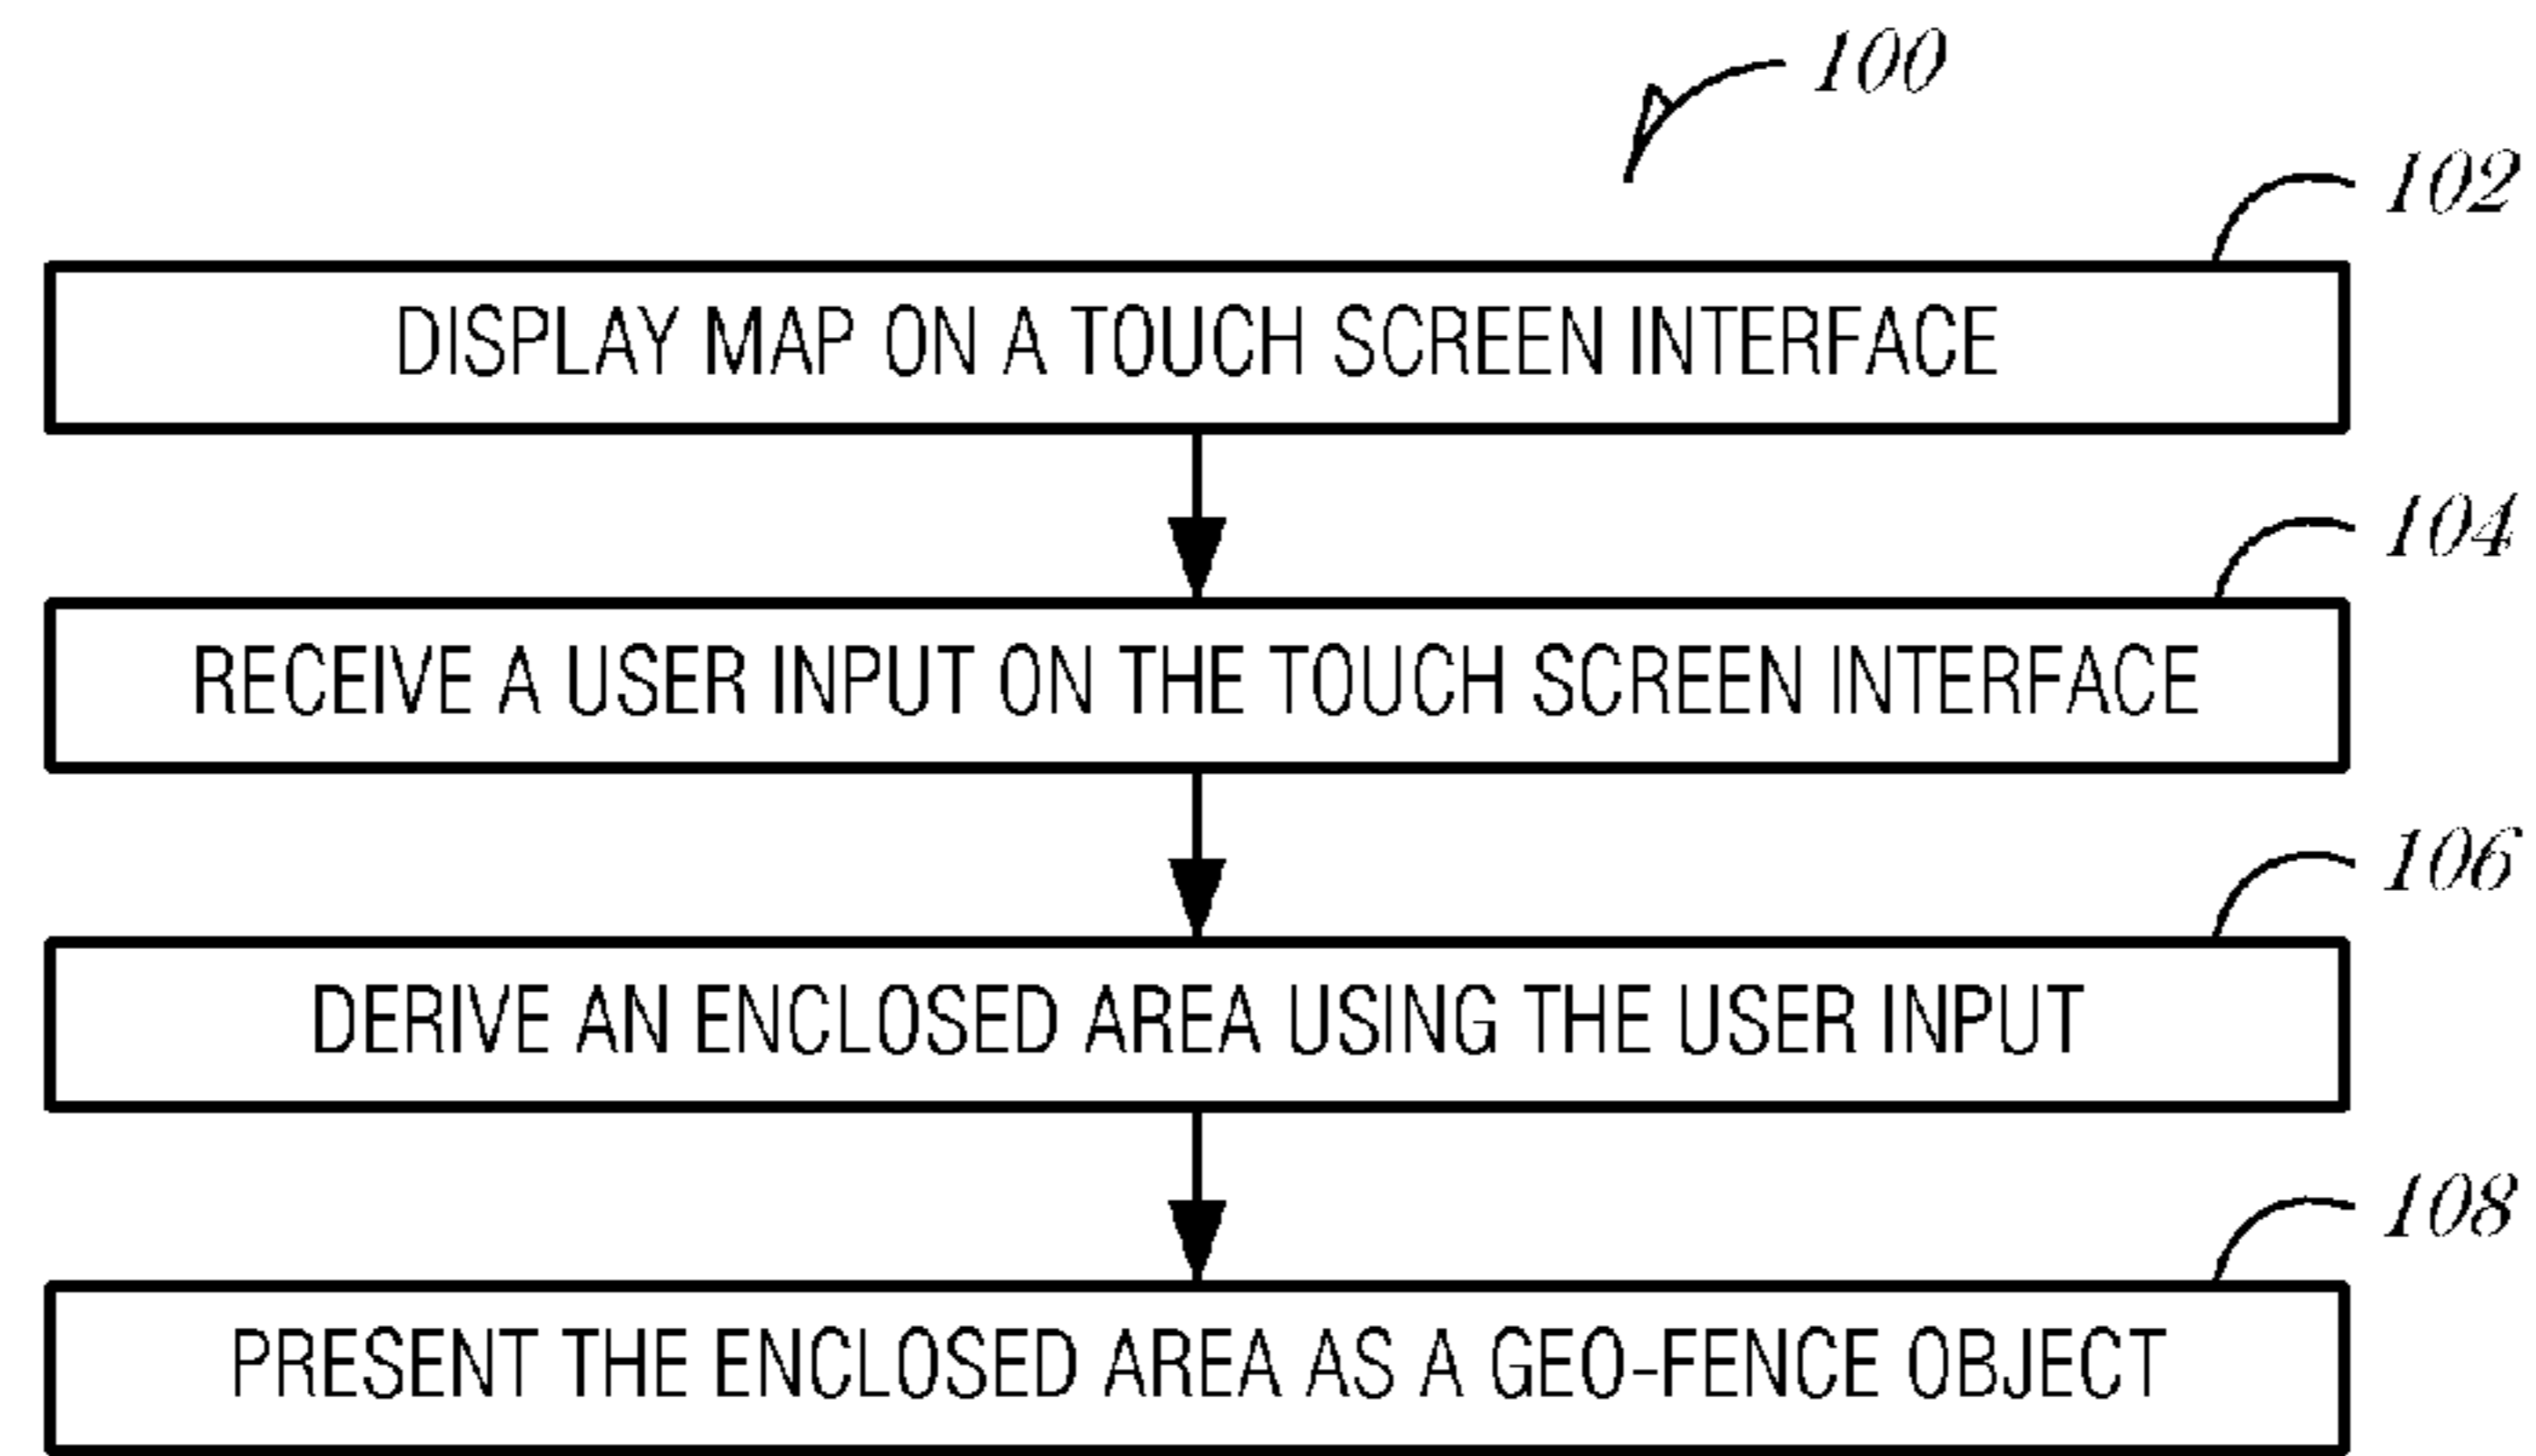 100
102
DISPLAY MAP ON A TOUCH SCREEN INTERFACE
104
RECEIVE A USER INPUT ON THE TOUCH SCREEN INTERFACE
106
DERIVE AN ENCLOSED AREA USING THE USER INPUT
108
PRESENT THE ENCLOSED AREA AS A GEO-FENCE OBJECT